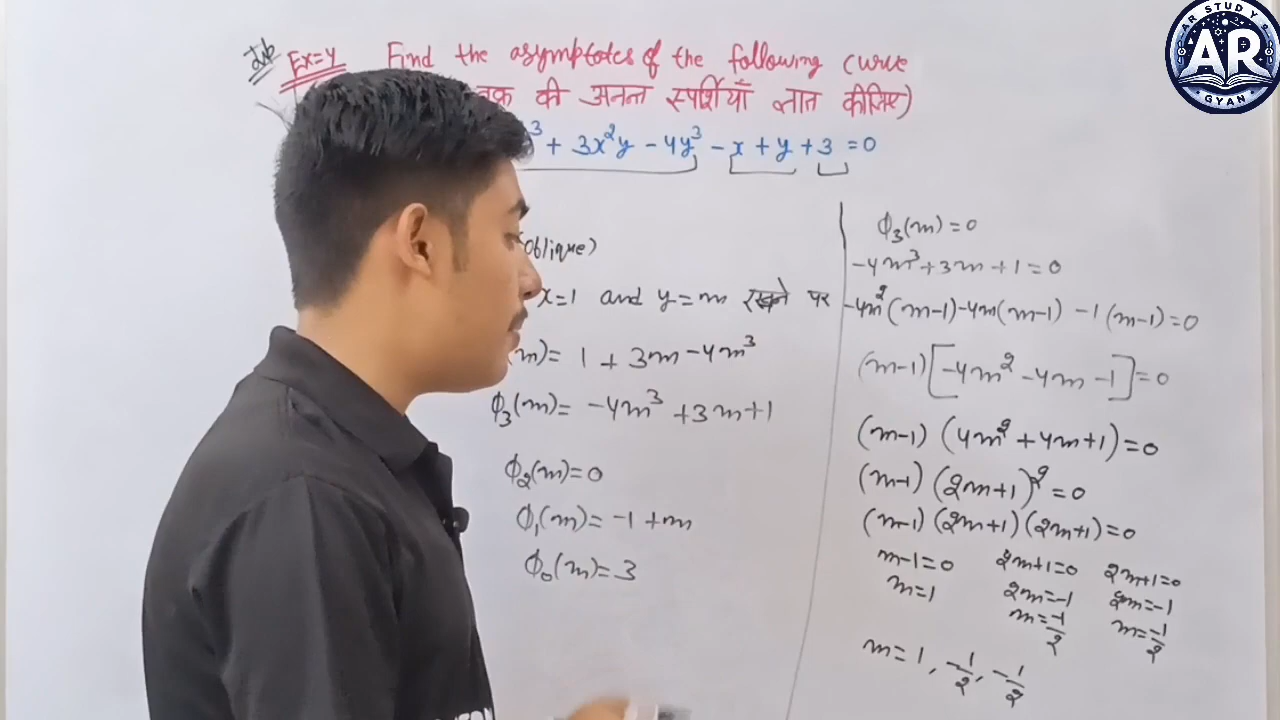 AR STUDY
AR
GYAN
Imp
Ex=4 Find the asymptotes of the following curve
वक्र की अनन्त स्पर्शियाँ ज्ञात कीजिए)
³ + 3x²y - 4y³ - x + y + 3 = 0
(Oblique)
x=1 and y=m रखने पर
(m) = 1 + 3m - 4m³
ϕ₃(m) = -4m³ + 3m + 1
ϕ₂(m) = 0
ϕ₁(m) = -1 + m
ϕ₀(m) = 3
ϕ₃(m) = 0
-4m³ + 3m + 1 = 0
-4m²(m-1) - 4m(m-1) - 1(m-1) = 0
(m-1)[-4m² - 4m - 1] = 0
(m-1) (4m² + 4m + 1) = 0
(m-1) (2m+1)² = 0
(m-1) (2m+1) (2m+1) = 0
m-1=0 2m+1=0 2m+1=0
m=1 2m=-1 2m=-1
m=-1/2 m=-1/2
m = 1, -1/2, -1/2